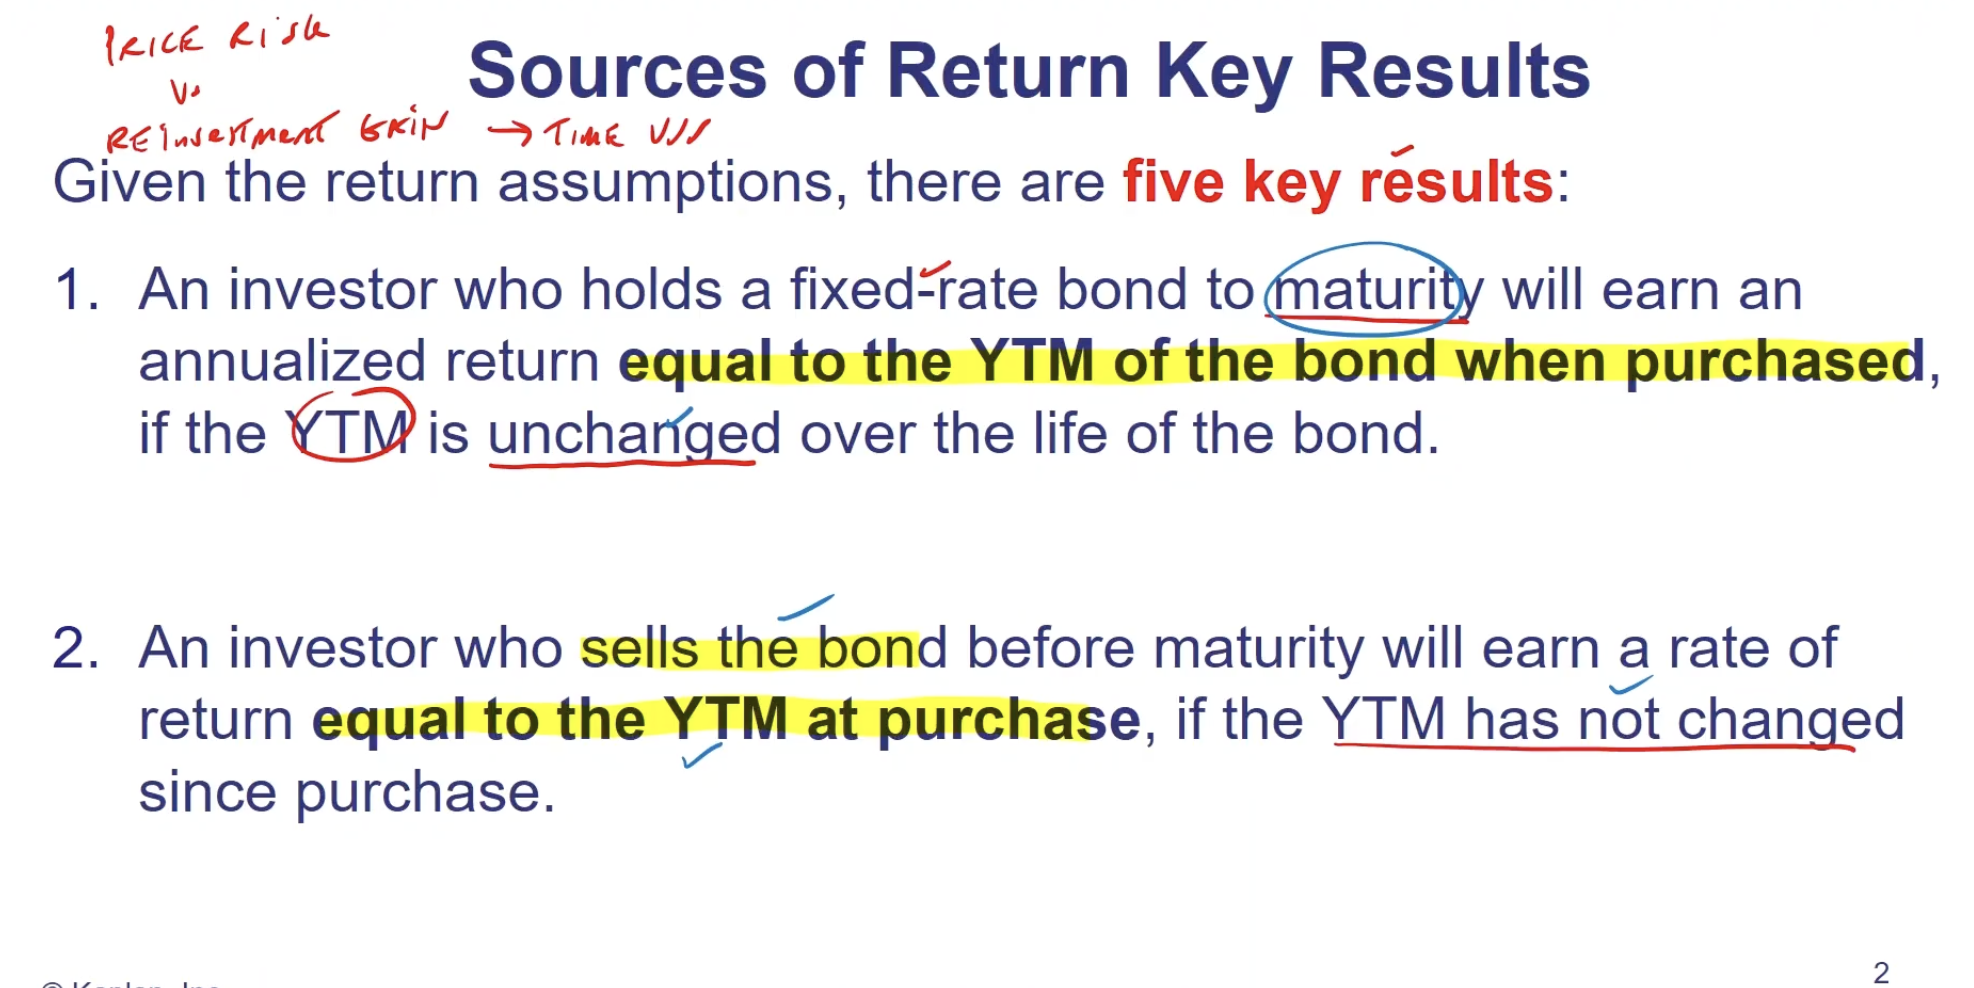 PRICE RISK
Vs
REinvestment GAIN → TIME
Sources of Return Key Results
Given the return assumptions, there are five key results:
1. An investor who holds a fixed-rate bond to maturity will earn an
annualized return equal to the YTM of the bond when purchased,
if the YTM is unchanged over the life of the bond.
2. An investor who sells the bond before maturity will earn a rate of
return equal to the YTM at purchase, if the YTM has not changed
since purchase.
© Kaplan, Inc.
2